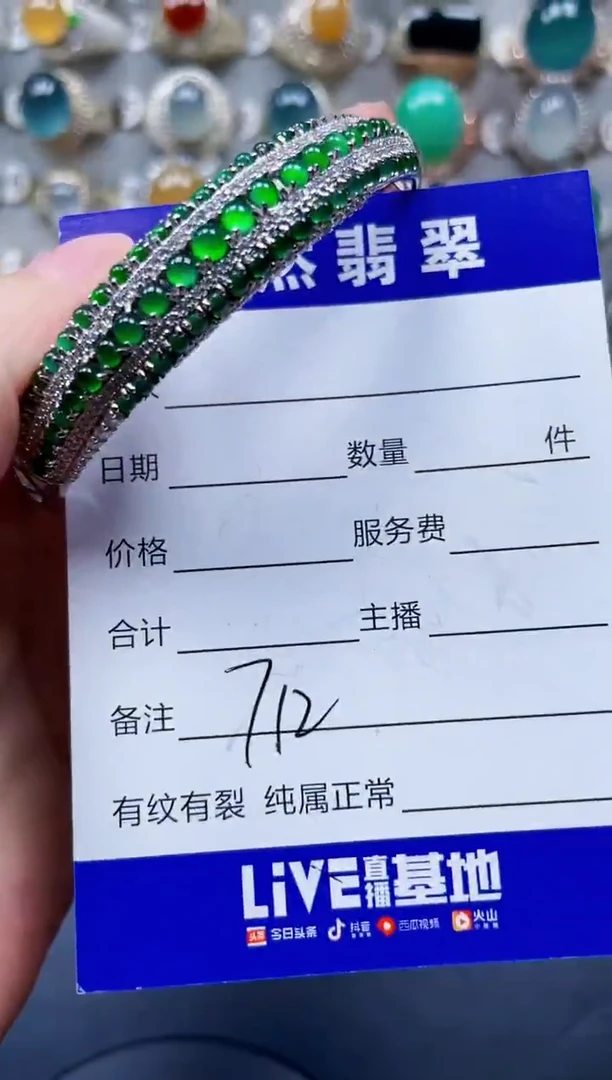 翡翠
日期 数量 件
价格 服务费
合计 主播
备注 712
有纹有裂 纯属正常
LiVE直播基地
头条 今日头条 抖音 西瓜视频 火山